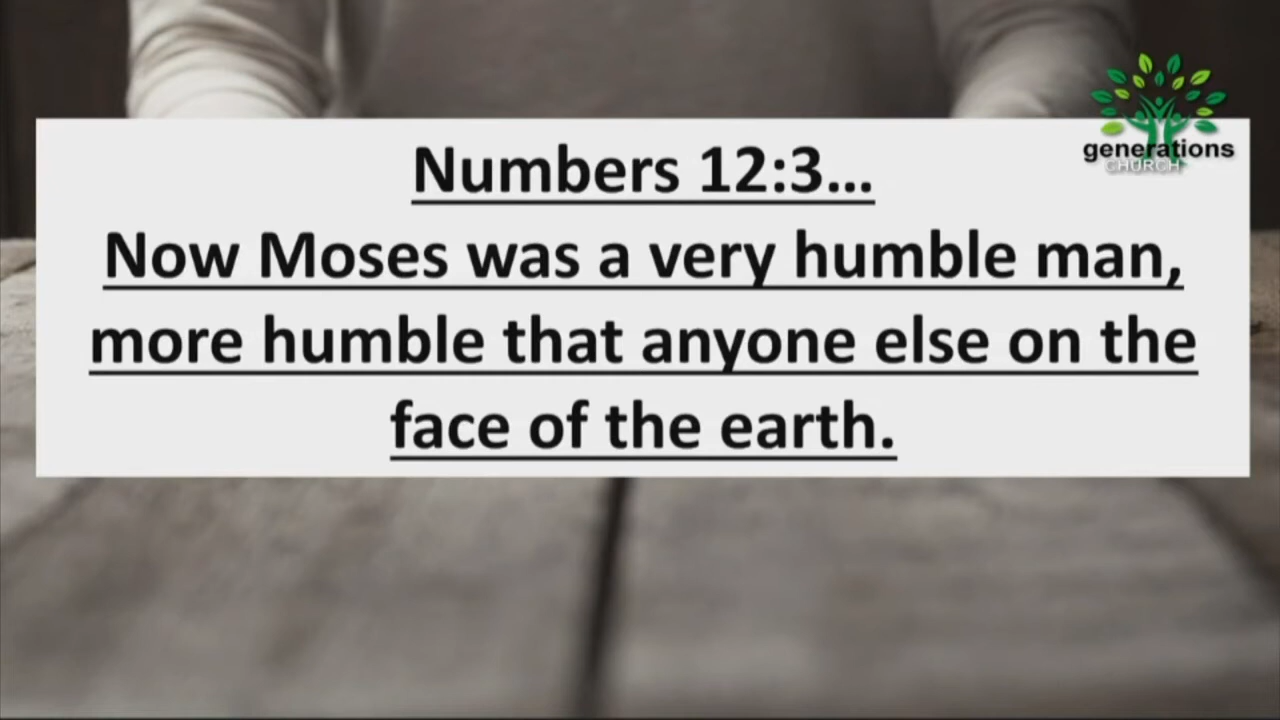 generations
CHURCH
Numbers 12:3...
Now Moses was a very humble man,
more humble that anyone else on the
face of the earth.